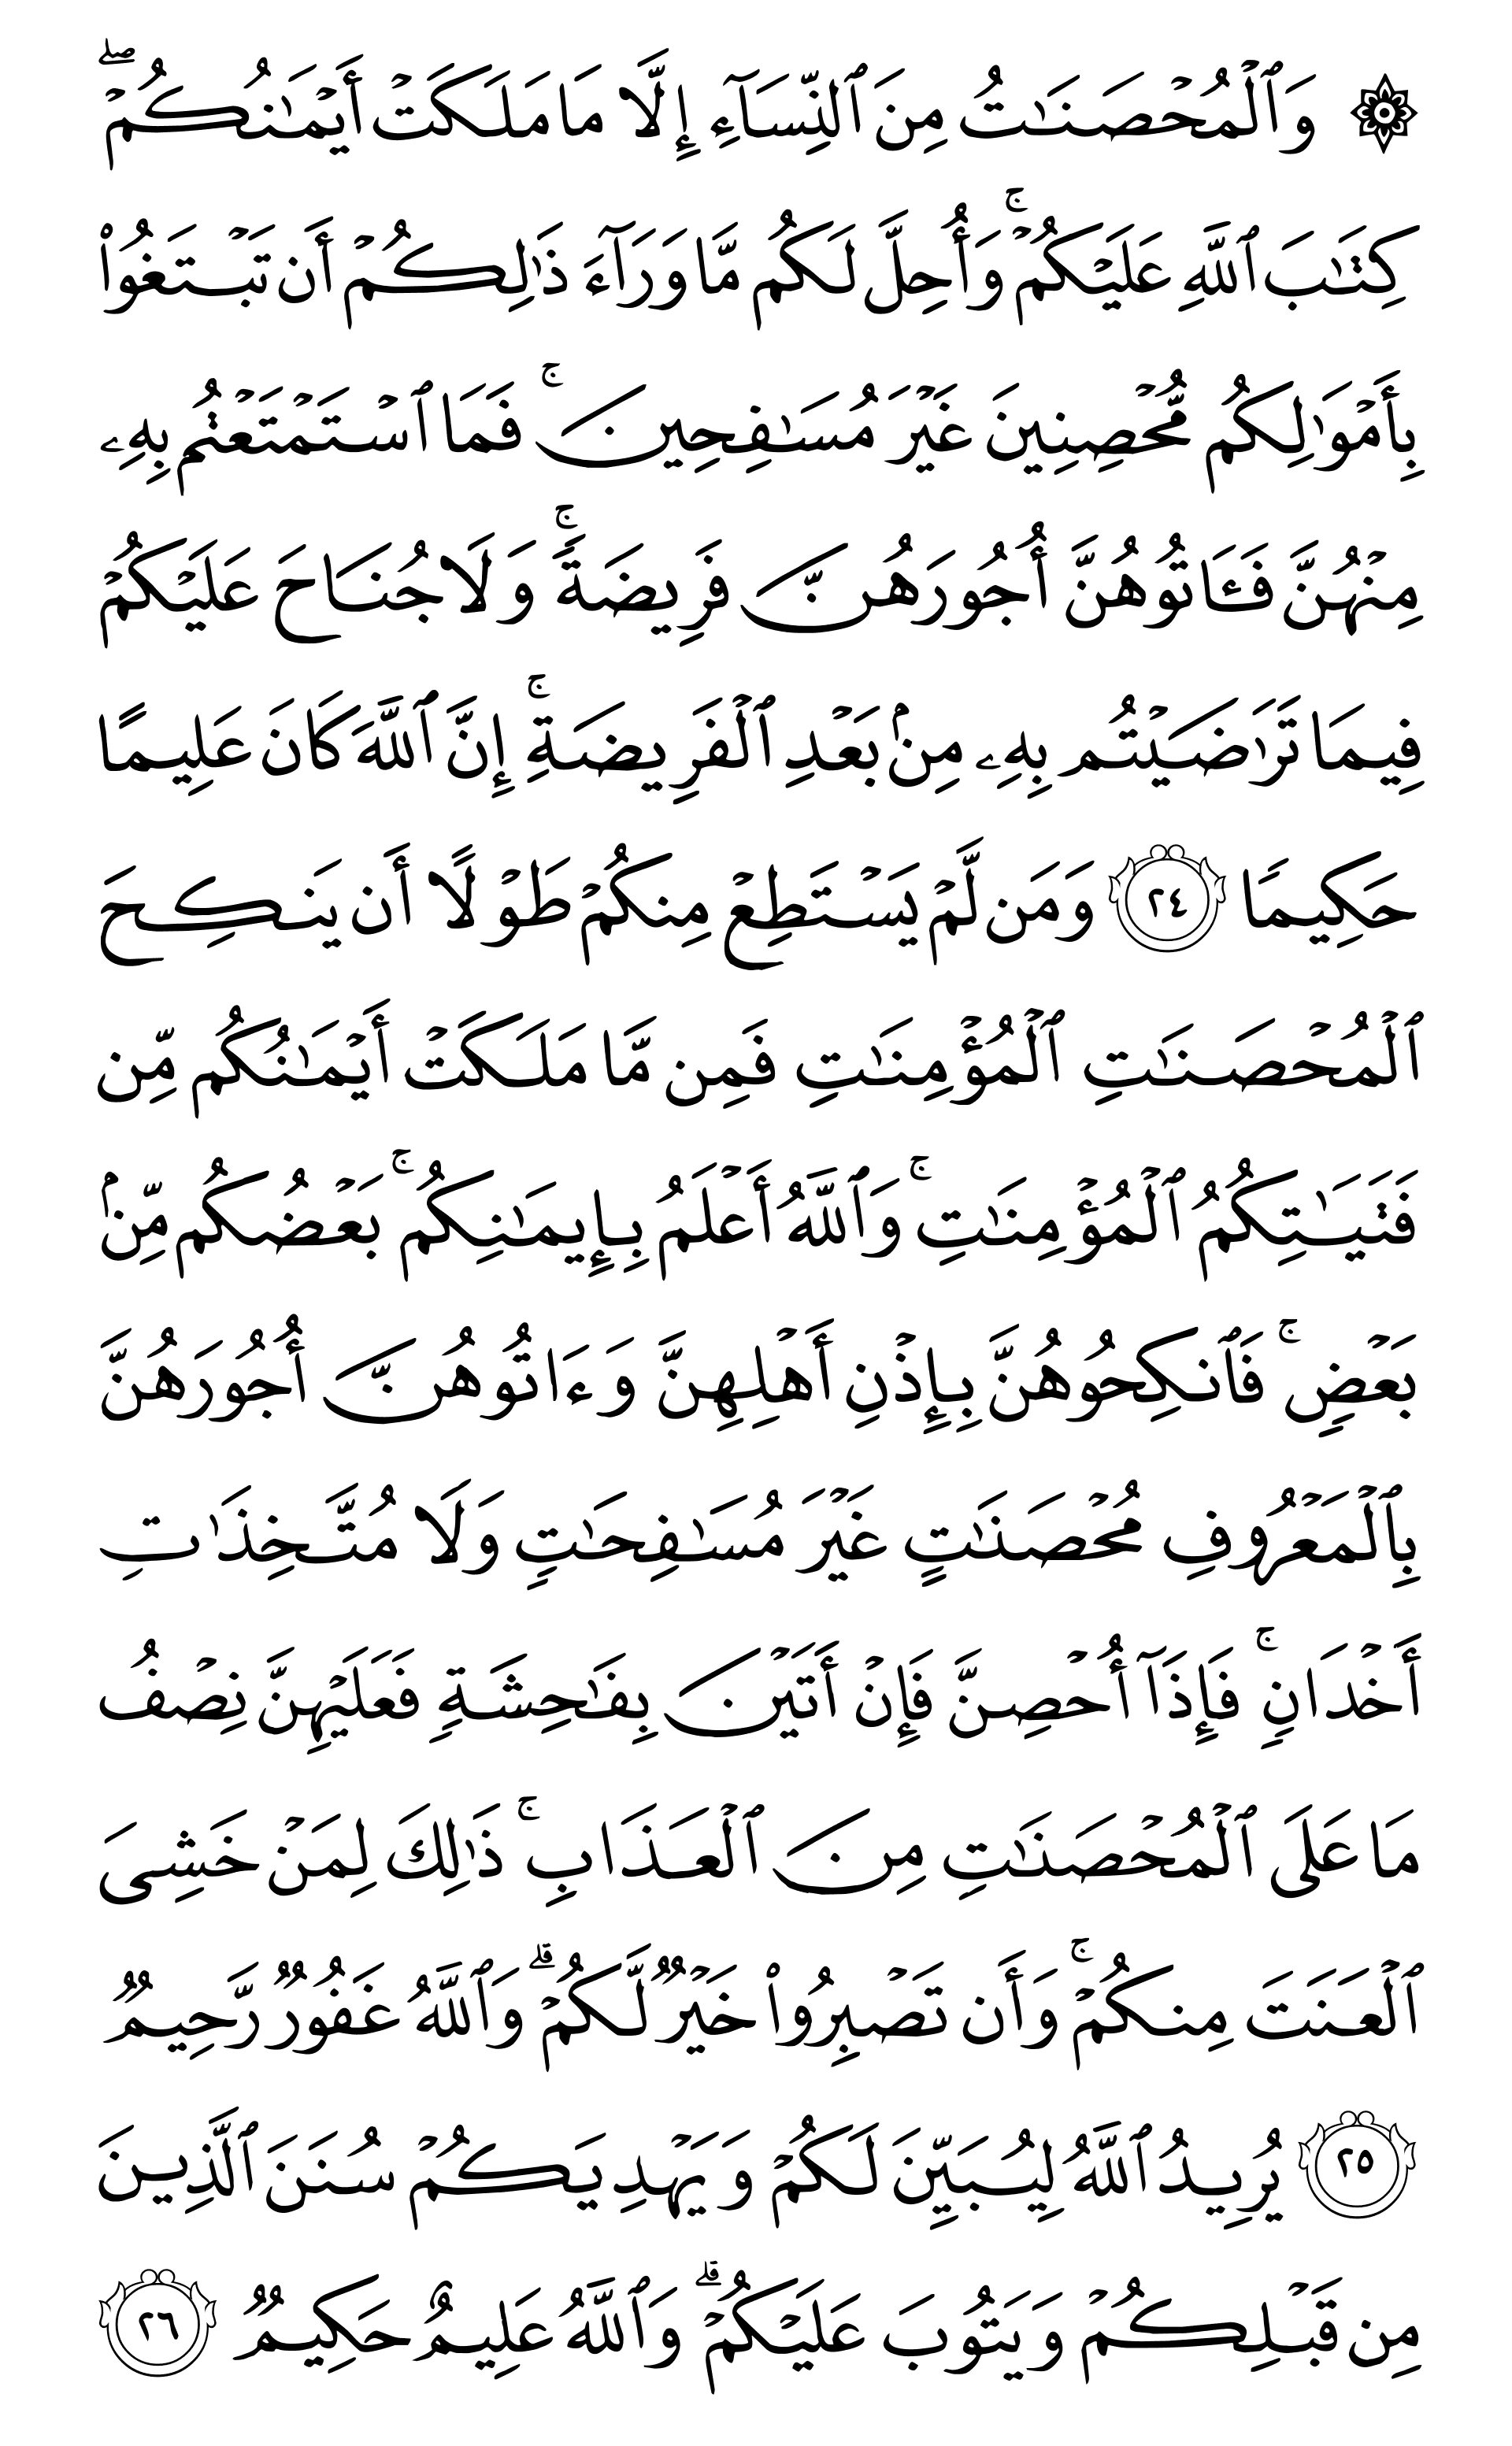 ۞ وَٱلۡمُحۡصَنَٰتُ مِنَ ٱلنِّسَآءِ إِلَّا مَا مَلَكَتۡ أَيۡمَٰنُكُمۡۖ
كِتَٰبَ ٱللَّهِ عَلَيۡكُمۡۚ وَأُحِلَّ لَكُم مَّا وَرَآءَ ذَٰلِكُمۡ أَن تَبۡتَغُواْ
بِأَمۡوَٰلِكُم مُّحۡصِنِينَ غَيۡرَ مُسَٰفِحِينَۚ فَمَا ٱسۡتَمۡتَعۡتُم بِهِۦ
مِنۡهُنَّ فَـَٔاتُوهُنَّ أُجُورَهُنَّ فَرِيضَةٗۚ وَلَا جُنَاحَ عَلَيۡكُمۡ
فِيمَا تَرَٰضَيۡتُم بِهِۦ مِنۢ بَعۡدِ ٱلۡفَرِيضَةِۚ إِنَّ ٱللَّهَ كَانَ عَلِيمًا
حَكِيمٗا ٢٤ وَمَن لَّمۡ يَسۡتَطِعۡ مِنكُمۡ طَوۡلًا أَن يَنكِحَ
ٱلۡمُحۡصَنَٰتِ ٱلۡمُؤۡمِنَٰتِ فَمِن مَّا مَلَكَتۡ أَيۡمَٰنُكُم مِّن
فَتَيَٰتِكُمُ ٱلۡمُؤۡمِنَٰتِۚ وَٱللَّهُ أَعۡلَمُ بِإِيمَٰنِكُمۚ بَعۡضُكُم مِّنۢ
بَعۡضٖۚ فَٱنكِحُوهُنَّ بِإِذۡنِ أَهۡلِهِنَّ وَءَاتُوهُنَّ أُجُورَهُنَّ
بِٱلۡمَعۡرُوفِ مُحۡصَنَٰتٍ غَيۡرَ مُسَٰفِحَٰتٖ وَلَا مُتَّخِذَٰتِ
أَخۡدَانٖۚ فَإِذَآ أُحۡصِنَّ فَإِنۡ أَتَيۡنَ بِفَٰحِشَةٖ فَعَلَيۡهِنَّ نِصۡفُ
مَا عَلَى ٱلۡمُحۡصَنَٰتِ مِنَ ٱلۡعَذَابِۚ ذَٰلِكَ لِمَنۡ خَشِيَ
ٱلۡعَنَتَ مِنكُمۡۚ وَأَن تَصۡبِرُواْ خَيۡرٞ لَّكُمۡۗ وَٱللَّهُ غَفُورٞ رَّحِيمٞ
٢٥ يُرِيدُ ٱللَّهُ لِيُبَيِّنَ لَكُمۡ وَيَهۡدِيَكُمۡ سُنَنَ ٱلَّذِينَ
مِن قَبۡلِكُمۡ وَيَتُوبَ عَلَيۡكُمۡۗ وَٱللَّهُ عَلِيمٌ حَكِيمٞ ٢٦